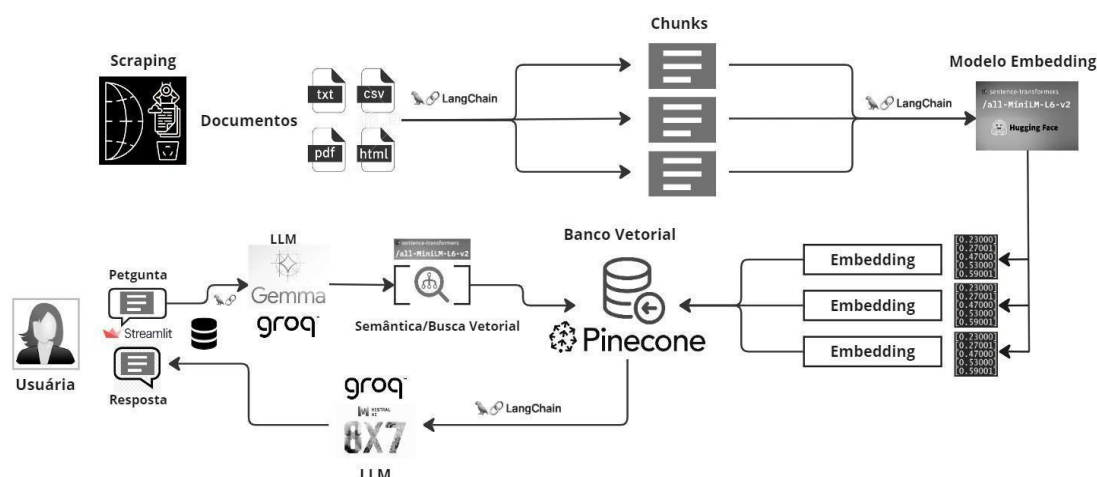 Chunks
Scraping
Modelo Embedding
txt
csv
LangChain
LangChain
sentence-transformers
/all-MiniLM-L6-v2
Hugging Face
Documentos
pdf
html
LLM
Gemma
groq
sentence-transformers
/all-MiniLM-L6-v2
Semântica/Busca Vetorial
Banco Vetorial
Pinecone
Embedding
Embedding
Embedding
[0.23000]
[0.27001]
[0.47000]
[0.53000]
[0.59001]
[0.23000]
[0.27001]
[0.47000]
[0.53000]
[0.59001]
[0.23000]
[0.27001]
[0.47000]
[0.53000]
[0.59001]
Petgunta
Streamlit
Usuária
Resposta
groq
MISTRAL
AI
8X7
LLM
LangChain